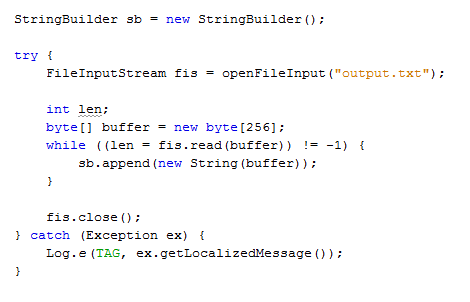 StringBuilder sb = new StringBuilder();
try {
    FileInputStream fis = openFileInput("output.txt");
    int len;
    byte[] buffer = new byte[256];
    while ((len = fis.read(buffer)) != -1) {
        sb.append(new String(buffer));
    }
    fis.close();
} catch (Exception ex) {
    Log.e(TAG, ex.getLocalizedMessage());
}